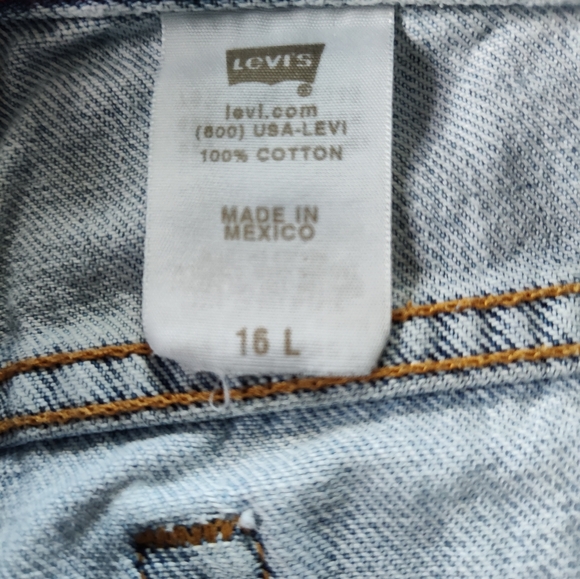 LEVI'S
levi.com
(800) USA-LEVI
100% COTTON
MADE IN
MEXICO
16 L